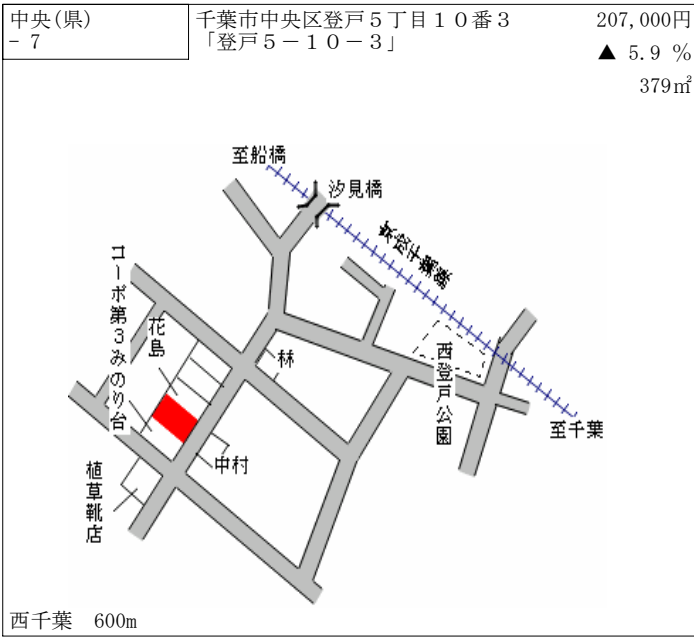 中央(県)
- 7
千葉市中央区登戸５丁目１０番３
「登戸５－１０－３」
207,000円
▲ 5.9 %
379㎡
至船橋
汐見橋
京成千葉線
コーポ第３みのり台
花島
林
西登戸公園
至千葉
中村
植草靴店
西千葉 600m